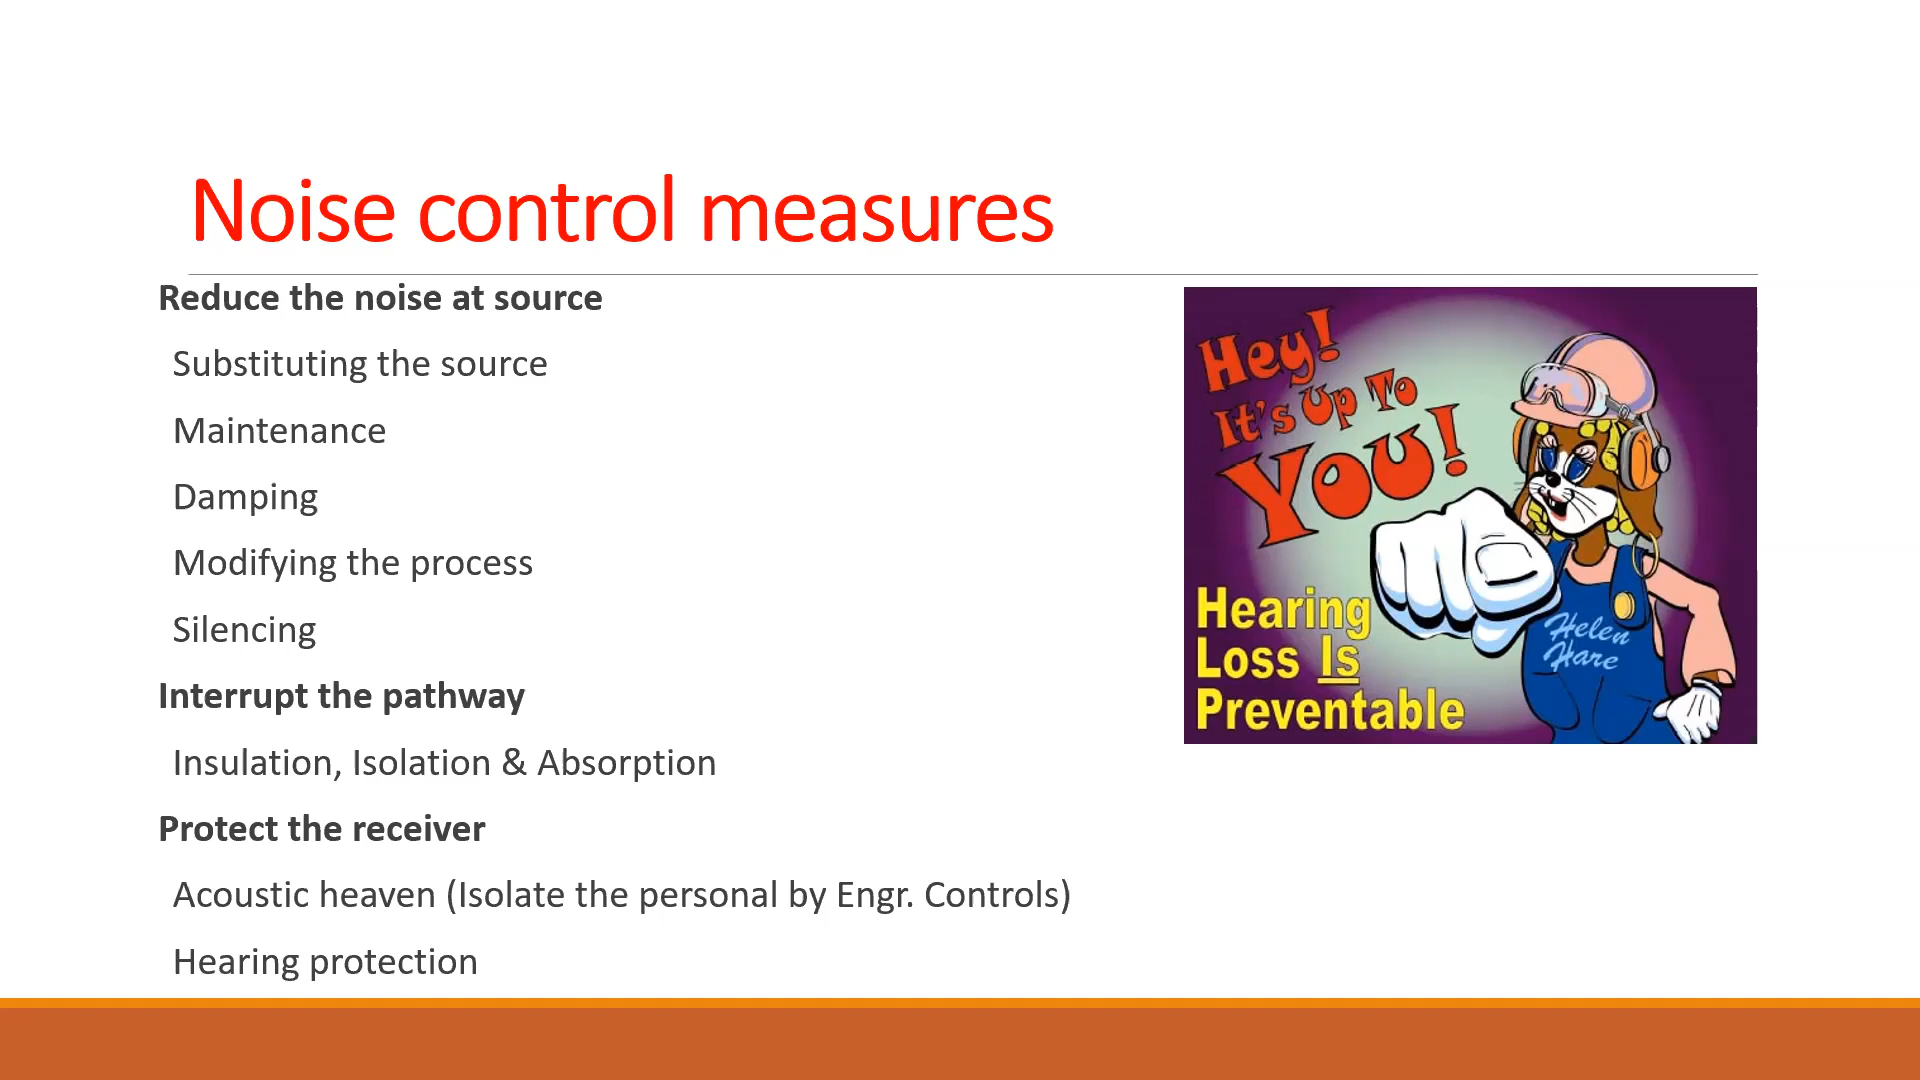 Noise control measures
Reduce the noise at source
Substituting the source
Maintenance
Damping
Modifying the process
Silencing
Interrupt the pathway
Insulation, Isolation & Absorption
Protect the receiver
Acoustic heaven (Isolate the personal by Engr. Controls)
Hearing protection
Hey!
It's Up To
You!
Hearing
Loss Is
Preventable
Helen
Hare